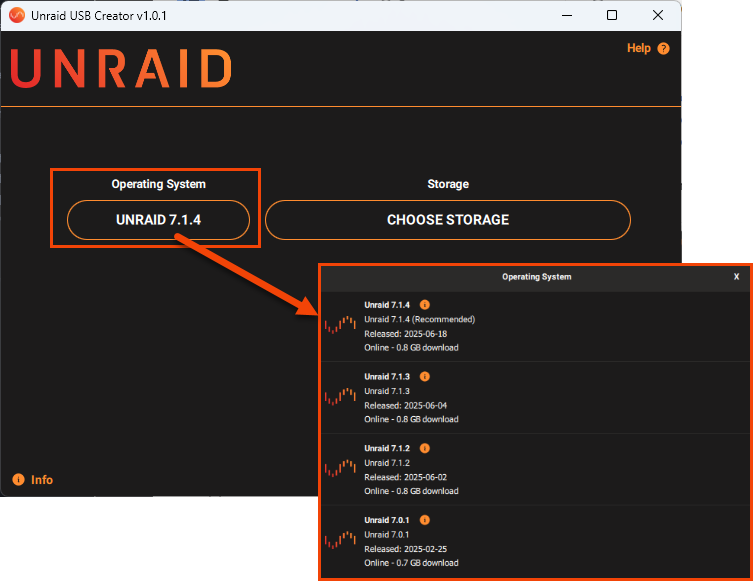 Unraid USB Creator v1.0.1
UNRAID
Help ?
Operating System
Storage
UNRAID 7.1.4
CHOOSE STORAGE
Operating System
X
Unraid 7.1.4 i
Unraid 7.1.4 (Recommended)
Released: 2025-06-18
Online - 0.8 GB download
Unraid 7.1.3 i
Unraid 7.1.3
Released: 2025-06-04
Online - 0.8 GB download
Unraid 7.1.2 i
Unraid 7.1.2
Released: 2025-06-02
Online - 0.8 GB download
Unraid 7.0.1 i
Unraid 7.0.1
Released: 2025-02-25
Online - 0.7 GB download
i Info